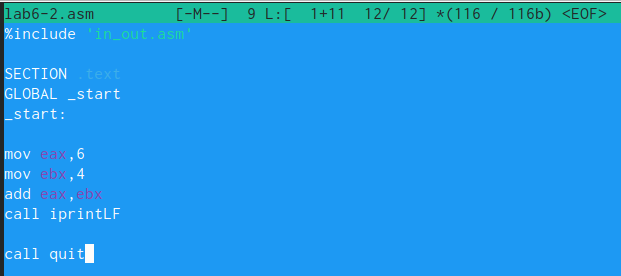 lab6-2.asm [-M--] 9 L:[ 1+11 12/ 12] *(116 / 116b) <EOF>
%include 'in_out.asm'
SECTION .text
GLOBAL _start
_start:
mov eax,6
mov ebx,4
add eax,ebx
call iprintLF
call quit